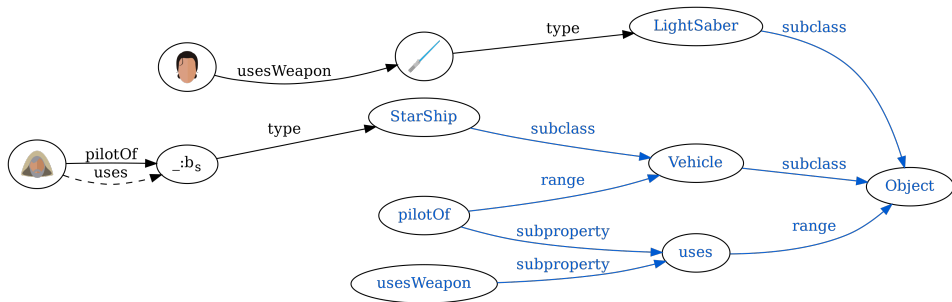 LightSaber
type
subclass
usesWeapon
StarShip
type
subclass
pilotOf
uses
_:bs
Vehicle
subclass
range
Object
pilotOf
subproperty
range
uses
subproperty
usesWeapon